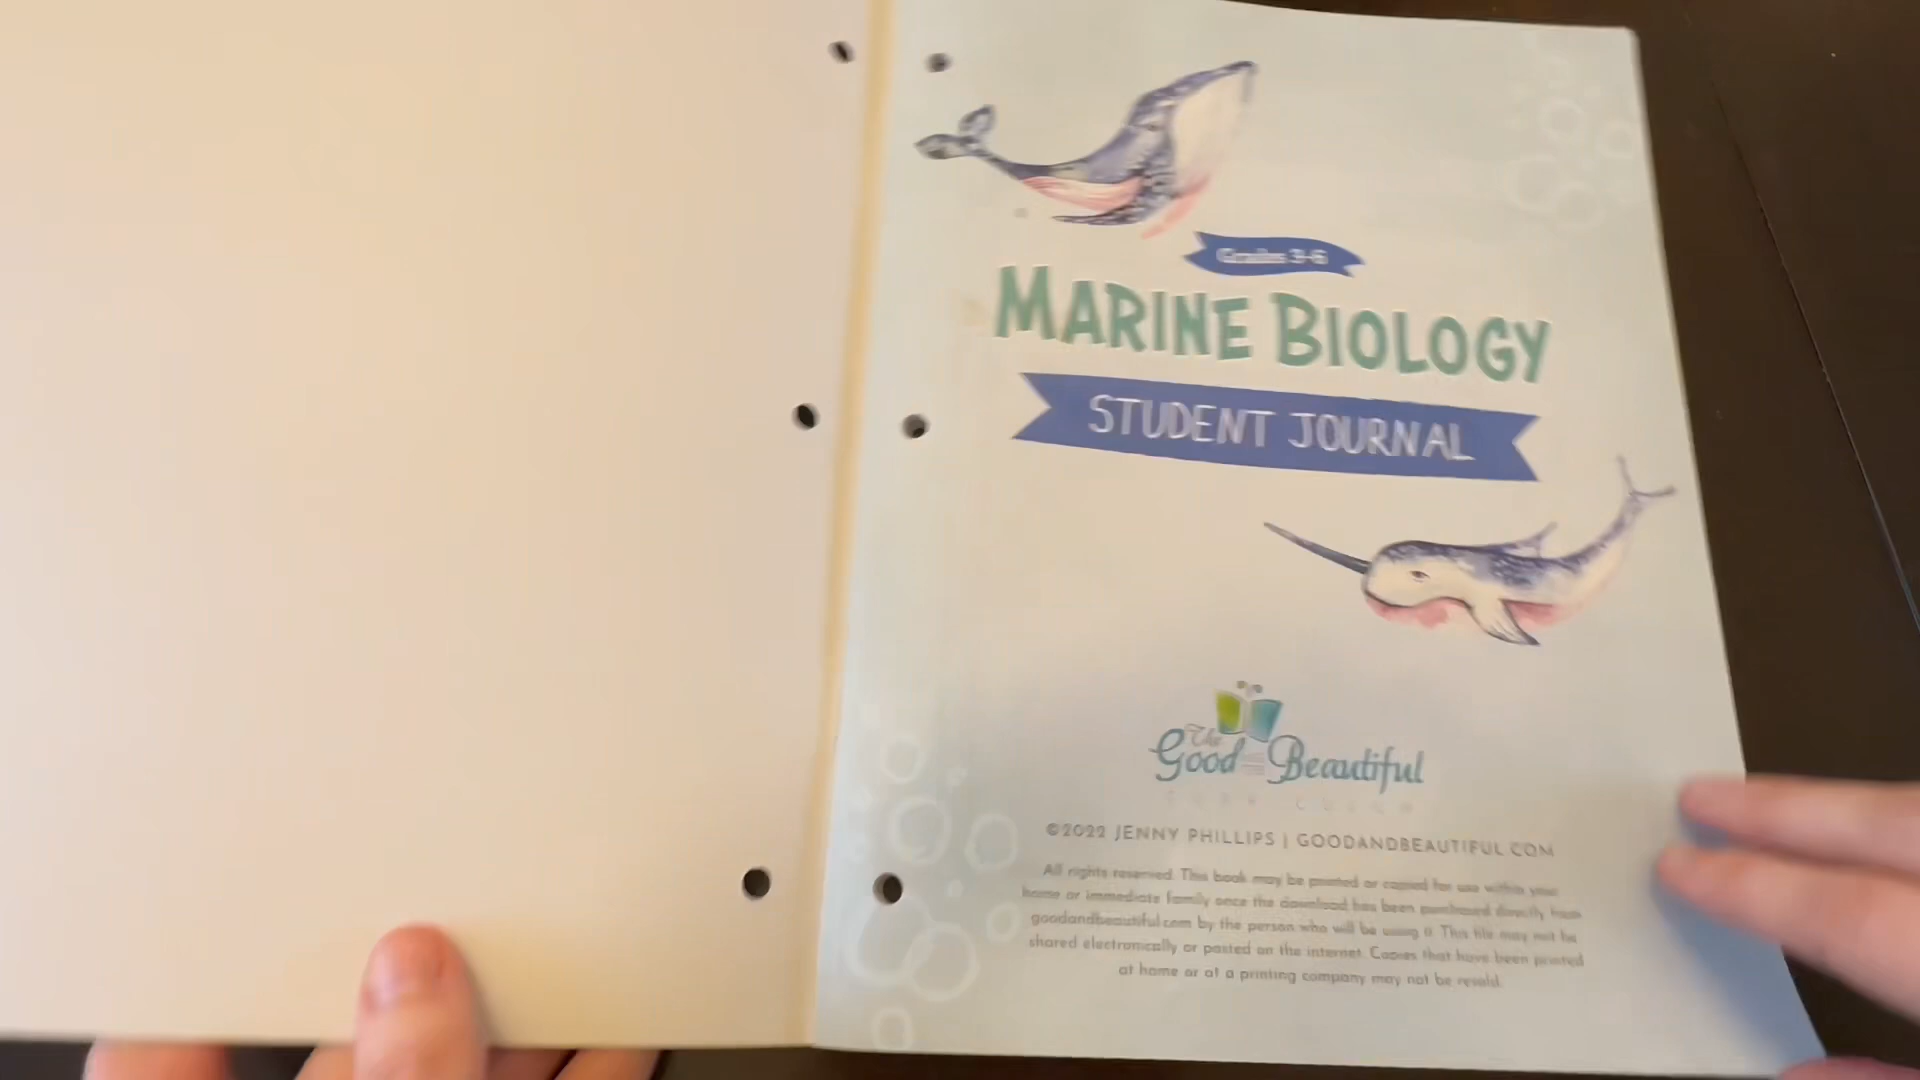 Grades 3-6
MARINE BIOLOGY
STUDENT JOURNAL
The
Good and Beautiful
©2022 JENNY PHILLIPS | GOODANDBEAUTIFUL.COM
All rights reserved. This book may be printed or copied for use within your
home or immediate family once the download has been purchased directly from
goodandbeautiful.com by the person who will be using it. This file may not be
shared electronically or posted on the internet. Copies that have been printed
at home or at a printing company may not be resold.